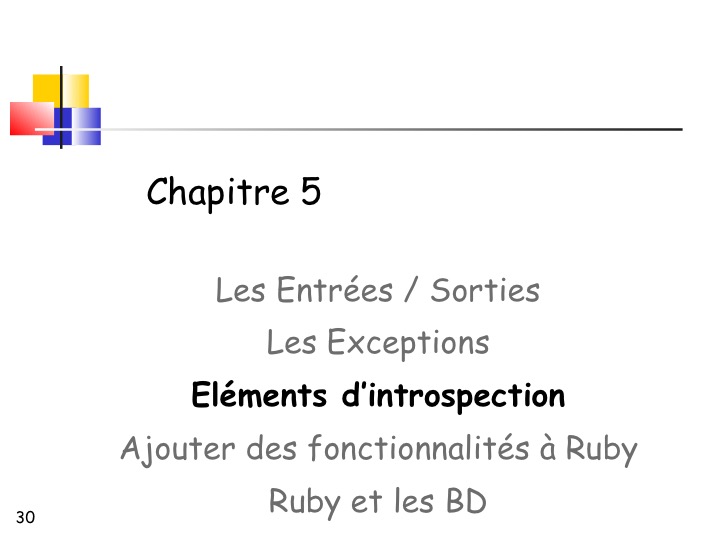 Chapitre 5
Les Entrées / Sorties
Les Exceptions
Eléments d’introspection
Ajouter des fonctionnalités à Ruby
Ruby et les BD
30